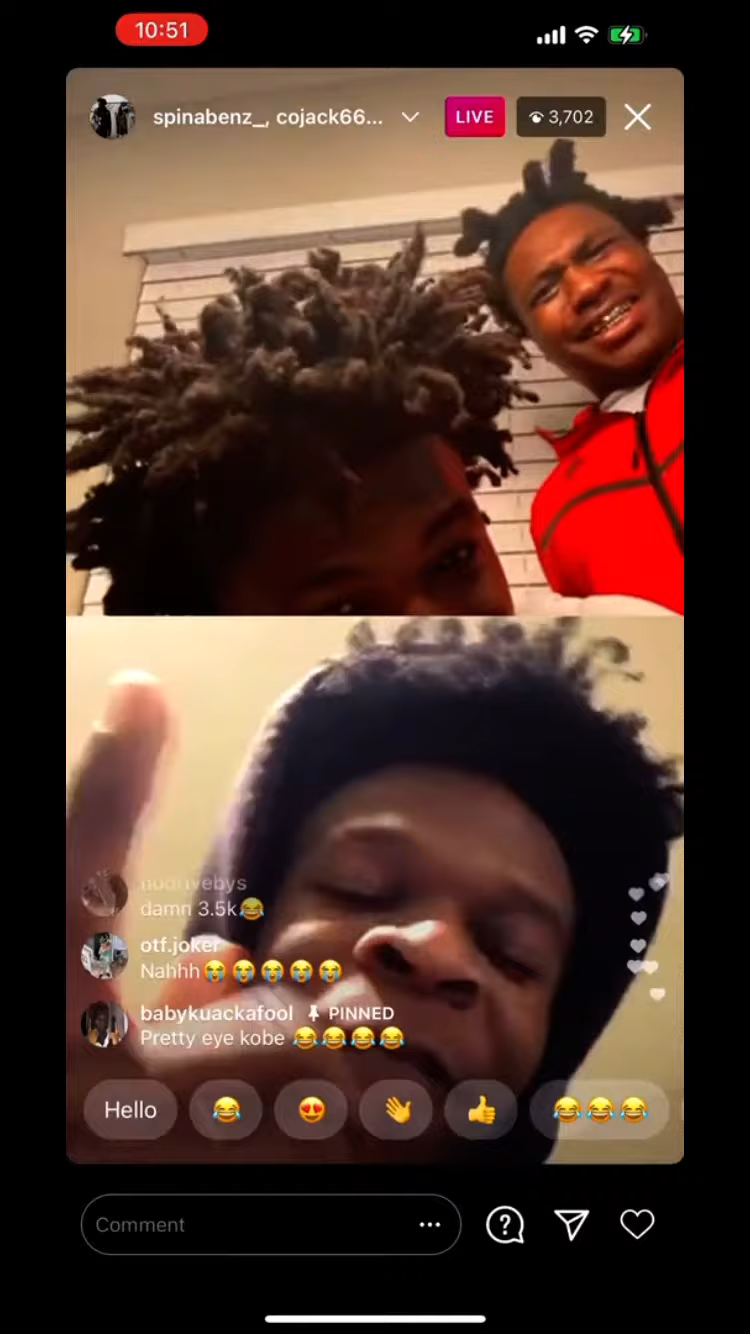 10:51
spinabenz_, cojack66...
LIVE
3,702
nodrivebys
damn 3.5k😂
otf.joker
Nahhh 😭😭😭😭😭
babykuackafool PINNED
Pretty eye kobe 😂😂😂😂
Hello
😂
😍
👋
👍
😂😂😂
Comment